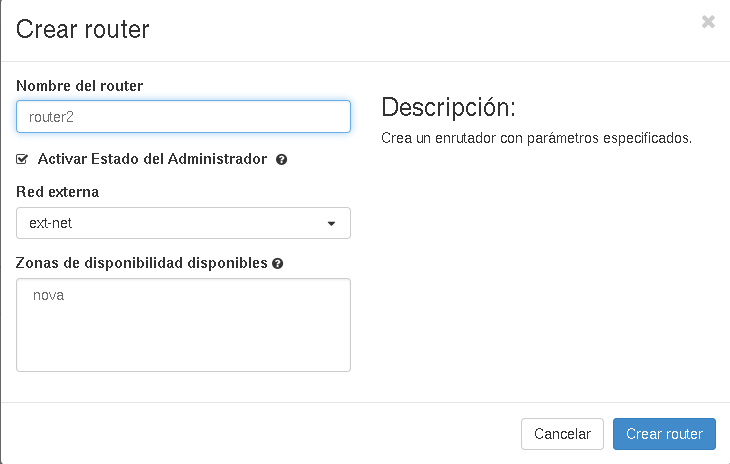 Crear router
Nombre del router
router2
Activar Estado del Administrador
Red externa
ext-net
Zonas de disponibilidad disponibles
nova
Descripción:
Crea un enrutador con parámetros especificados.
Cancelar
Crear router